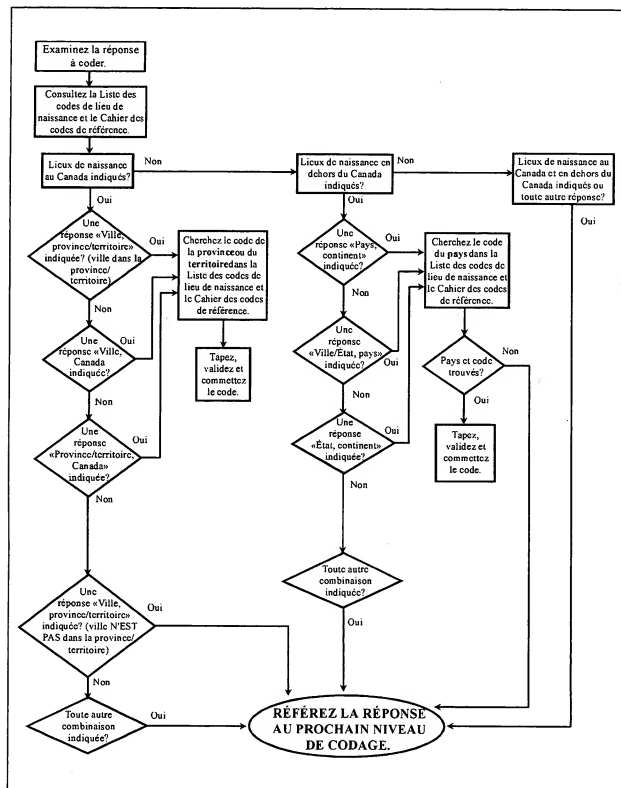 Examinez la réponse
à coder.
Consultez la Liste des
codes de lieu de
naissance et le Cahier des
codes de référence.
Lieux de naissance
au Canada indiqués?
Non
Lieux de naissance en
dehors du Canada
indiqués?
Non
Lieux de naissance au
Canada et en dehors du
Canada indiqués ou
toute autre réponse?
Oui
Oui
Oui
Une
réponse «Ville,
province/territoire»
indiquée? (ville dans la
province/
territoire)
Oui
Cherchez le code de
la provinceou du
territoiredans la
Liste des codes de
lieu de naissance et
le Cahier des codes
de référence.
Une
réponse «Pays,
continent»
indiquée?
Oui
Cherchez le code
du pays dans la
Liste des codes de
lieu de naissance et
le Cahier des codes
de référence.
Non
Non
Une
réponse «Ville,
Canada
indiquée?
Oui
Tapez,
validez et
commettez
le code.
Une
réponse
«Ville/État, pays»
indiquée?
Oui
Pays et code
trouvés?
Non
Oui
Non
Non
Une
réponse
«Province/territoire,
Canada»
indiquée?
Oui
Une
réponse
«État, continent»
indiquée?
Oui
Tapez,
validez et
commettez
le code.
Non
Non
Toute autre
combinaison
indiquée?
Oui
Une
réponse «Ville,
province/territoire»
indiquée? (ville N'EST
PAS dans la province/
territoire)
Oui
Non
Toute autre
combinaison
indiquée?
Oui
RÉFÉREZ LA RÉPONSE
AU PROCHAIN NIVEAU
DE CODAGE.